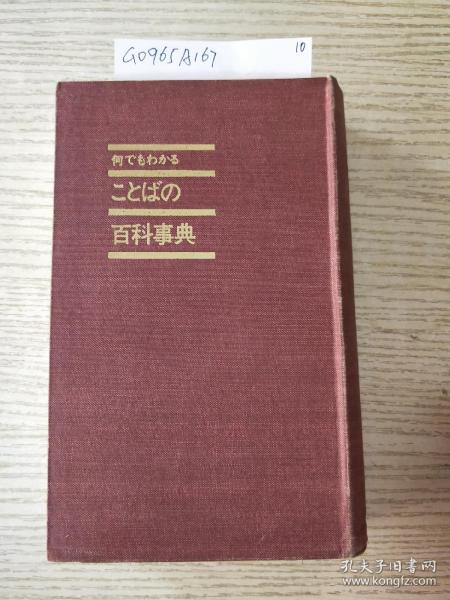 G0965A167
10
何でもわかる
ことばの
百科事典
孔夫子旧书网
www.kongfz.com